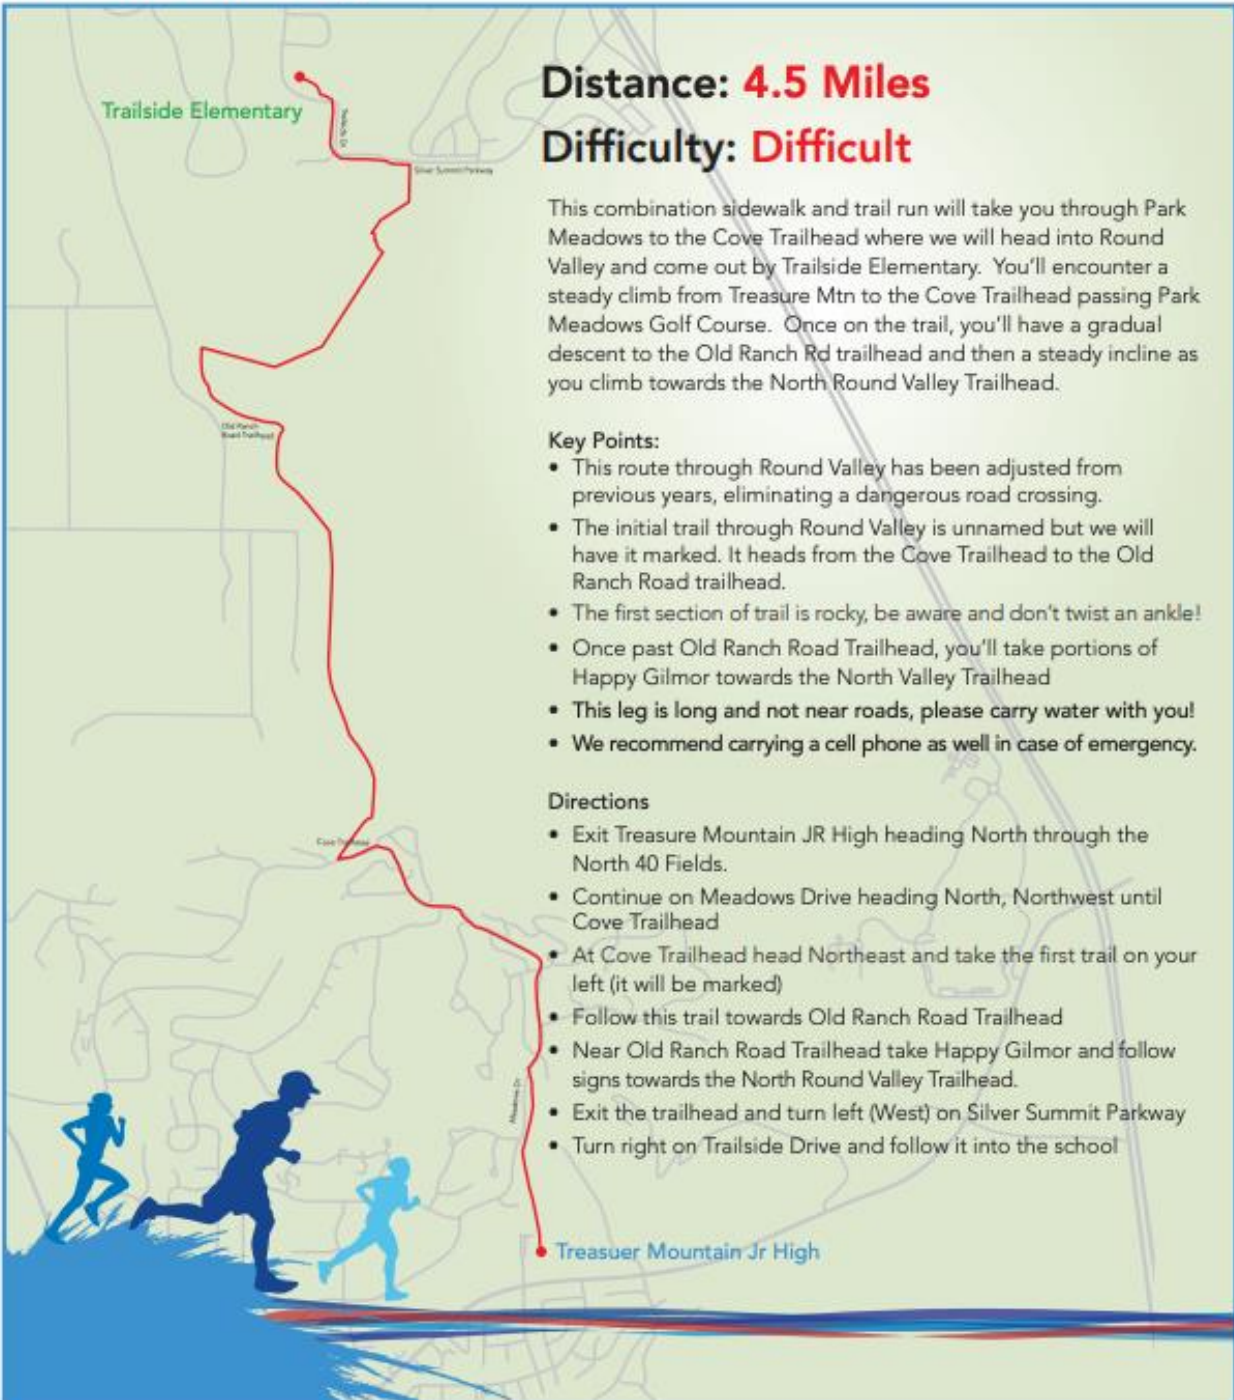 Distance: 4.5 Miles
Difficulty: Difficult
Trailside Elementary
Trailside Dr
Silver Summit Parkway
This combination sidewalk and trail run will take you through Park
Meadows to the Cove Trailhead where we will head into Round
Valley and come out by Trailside Elementary.  You'll encounter a
steady climb from Treasure Mtn to the Cove Trailhead passing Park
Meadows Golf Course.  Once on the trail, you'll have a gradual
descent to the Old Ranch Rd trailhead and then a steady incline as
you climb towards the North Round Valley Trailhead.
Old Ranch
Road Trailhead
Key Points:
• This route through Round Valley has been adjusted from
previous years, eliminating a dangerous road crossing.
• The initial trail through Round Valley is unnamed but we will
have it marked. It heads from the Cove Trailhead to the Old
Ranch Road trailhead.
• The first section of trail is rocky, be aware and don't twist an ankle!
• Once past Old Ranch Road Trailhead, you'll take portions of
Happy Gilmor towards the North Valley Trailhead
• This leg is long and not near roads, please carry water with you!
• We recommend carrying a cell phone as well in case of emergency.
Cove Trailhead
Directions
• Exit Treasure Mountain JR High heading North through the
North 40 Fields.
• Continue on Meadows Drive heading North, Northwest until
Cove Trailhead
• At Cove Trailhead head Northeast and take the first trail on your
left (it will be marked)
• Follow this trail towards Old Ranch Road Trailhead
• Near Old Ranch Road Trailhead take Happy Gilmor and follow
signs towards the North Round Valley Trailhead.
• Exit the trailhead and turn left (West) on Silver Summit Parkway
• Turn right on Trailside Drive and follow it into the school
Meadows Dr
Treasuer Mountain Jr High